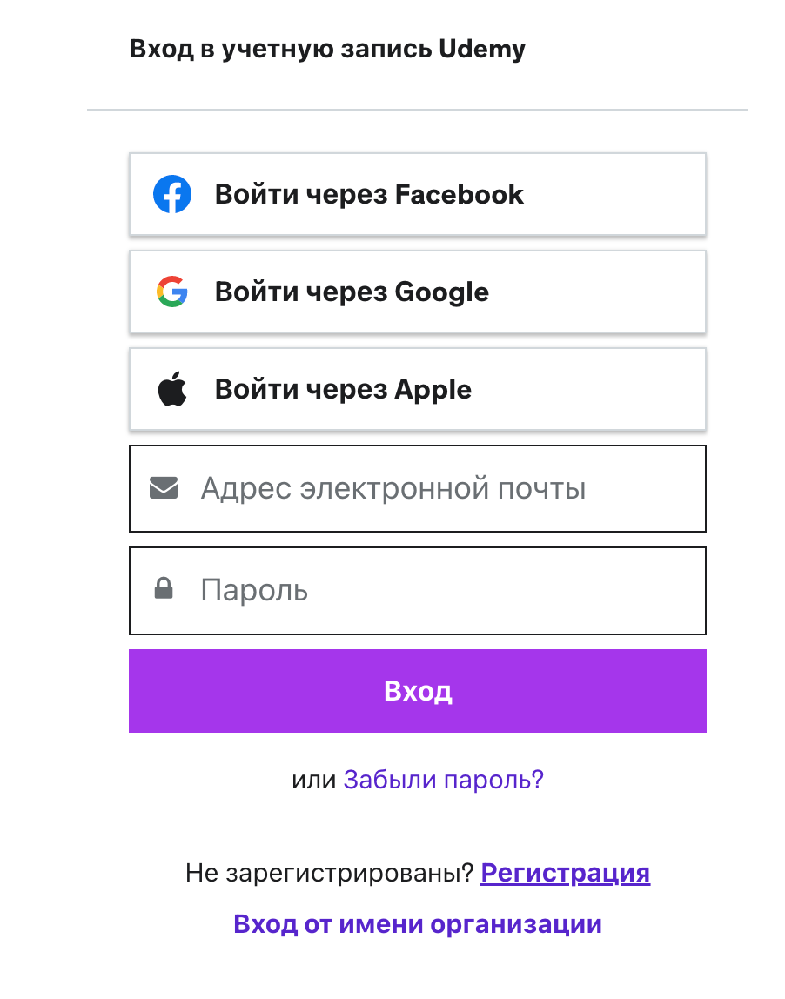 Вход в учетную запись Udemy
Войти через Facebook
Войти через Google
Войти через Apple
Адрес электронной почты
Пароль
Вход
или Забыли пароль?
Не зарегистрированы? Регистрация
Вход от имени организации